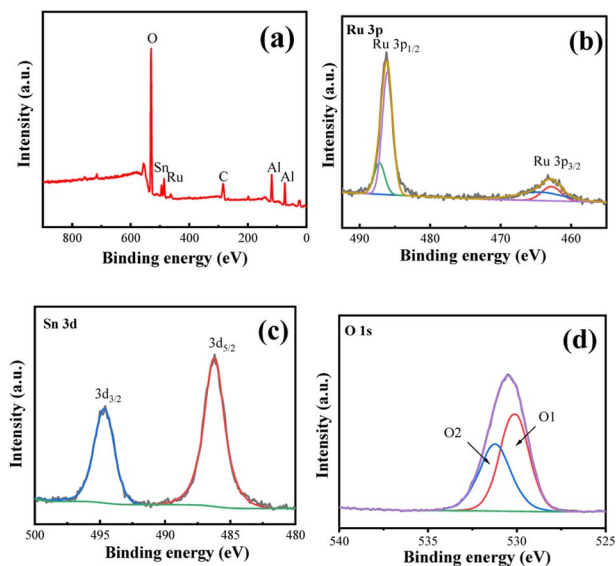 (a)
O
Sn
Ru
C
Al
Al
Intensity (a.u.)
800 600 400 200 0
Binding energy (eV)
Ru 3p
Ru 3p1/2
(b)
Ru 3p3/2
Intensity (a.u.)
490 480 470 460
Binding energy (eV)
Sn 3d
(c)
3d5/2
3d3/2
Intensity (a.u.)
500 495 490 485 480
Binding energy (eV)
O 1s
(d)
O2
O1
Intensity (a.u.)
540 535 530 525
Binding energy (eV)